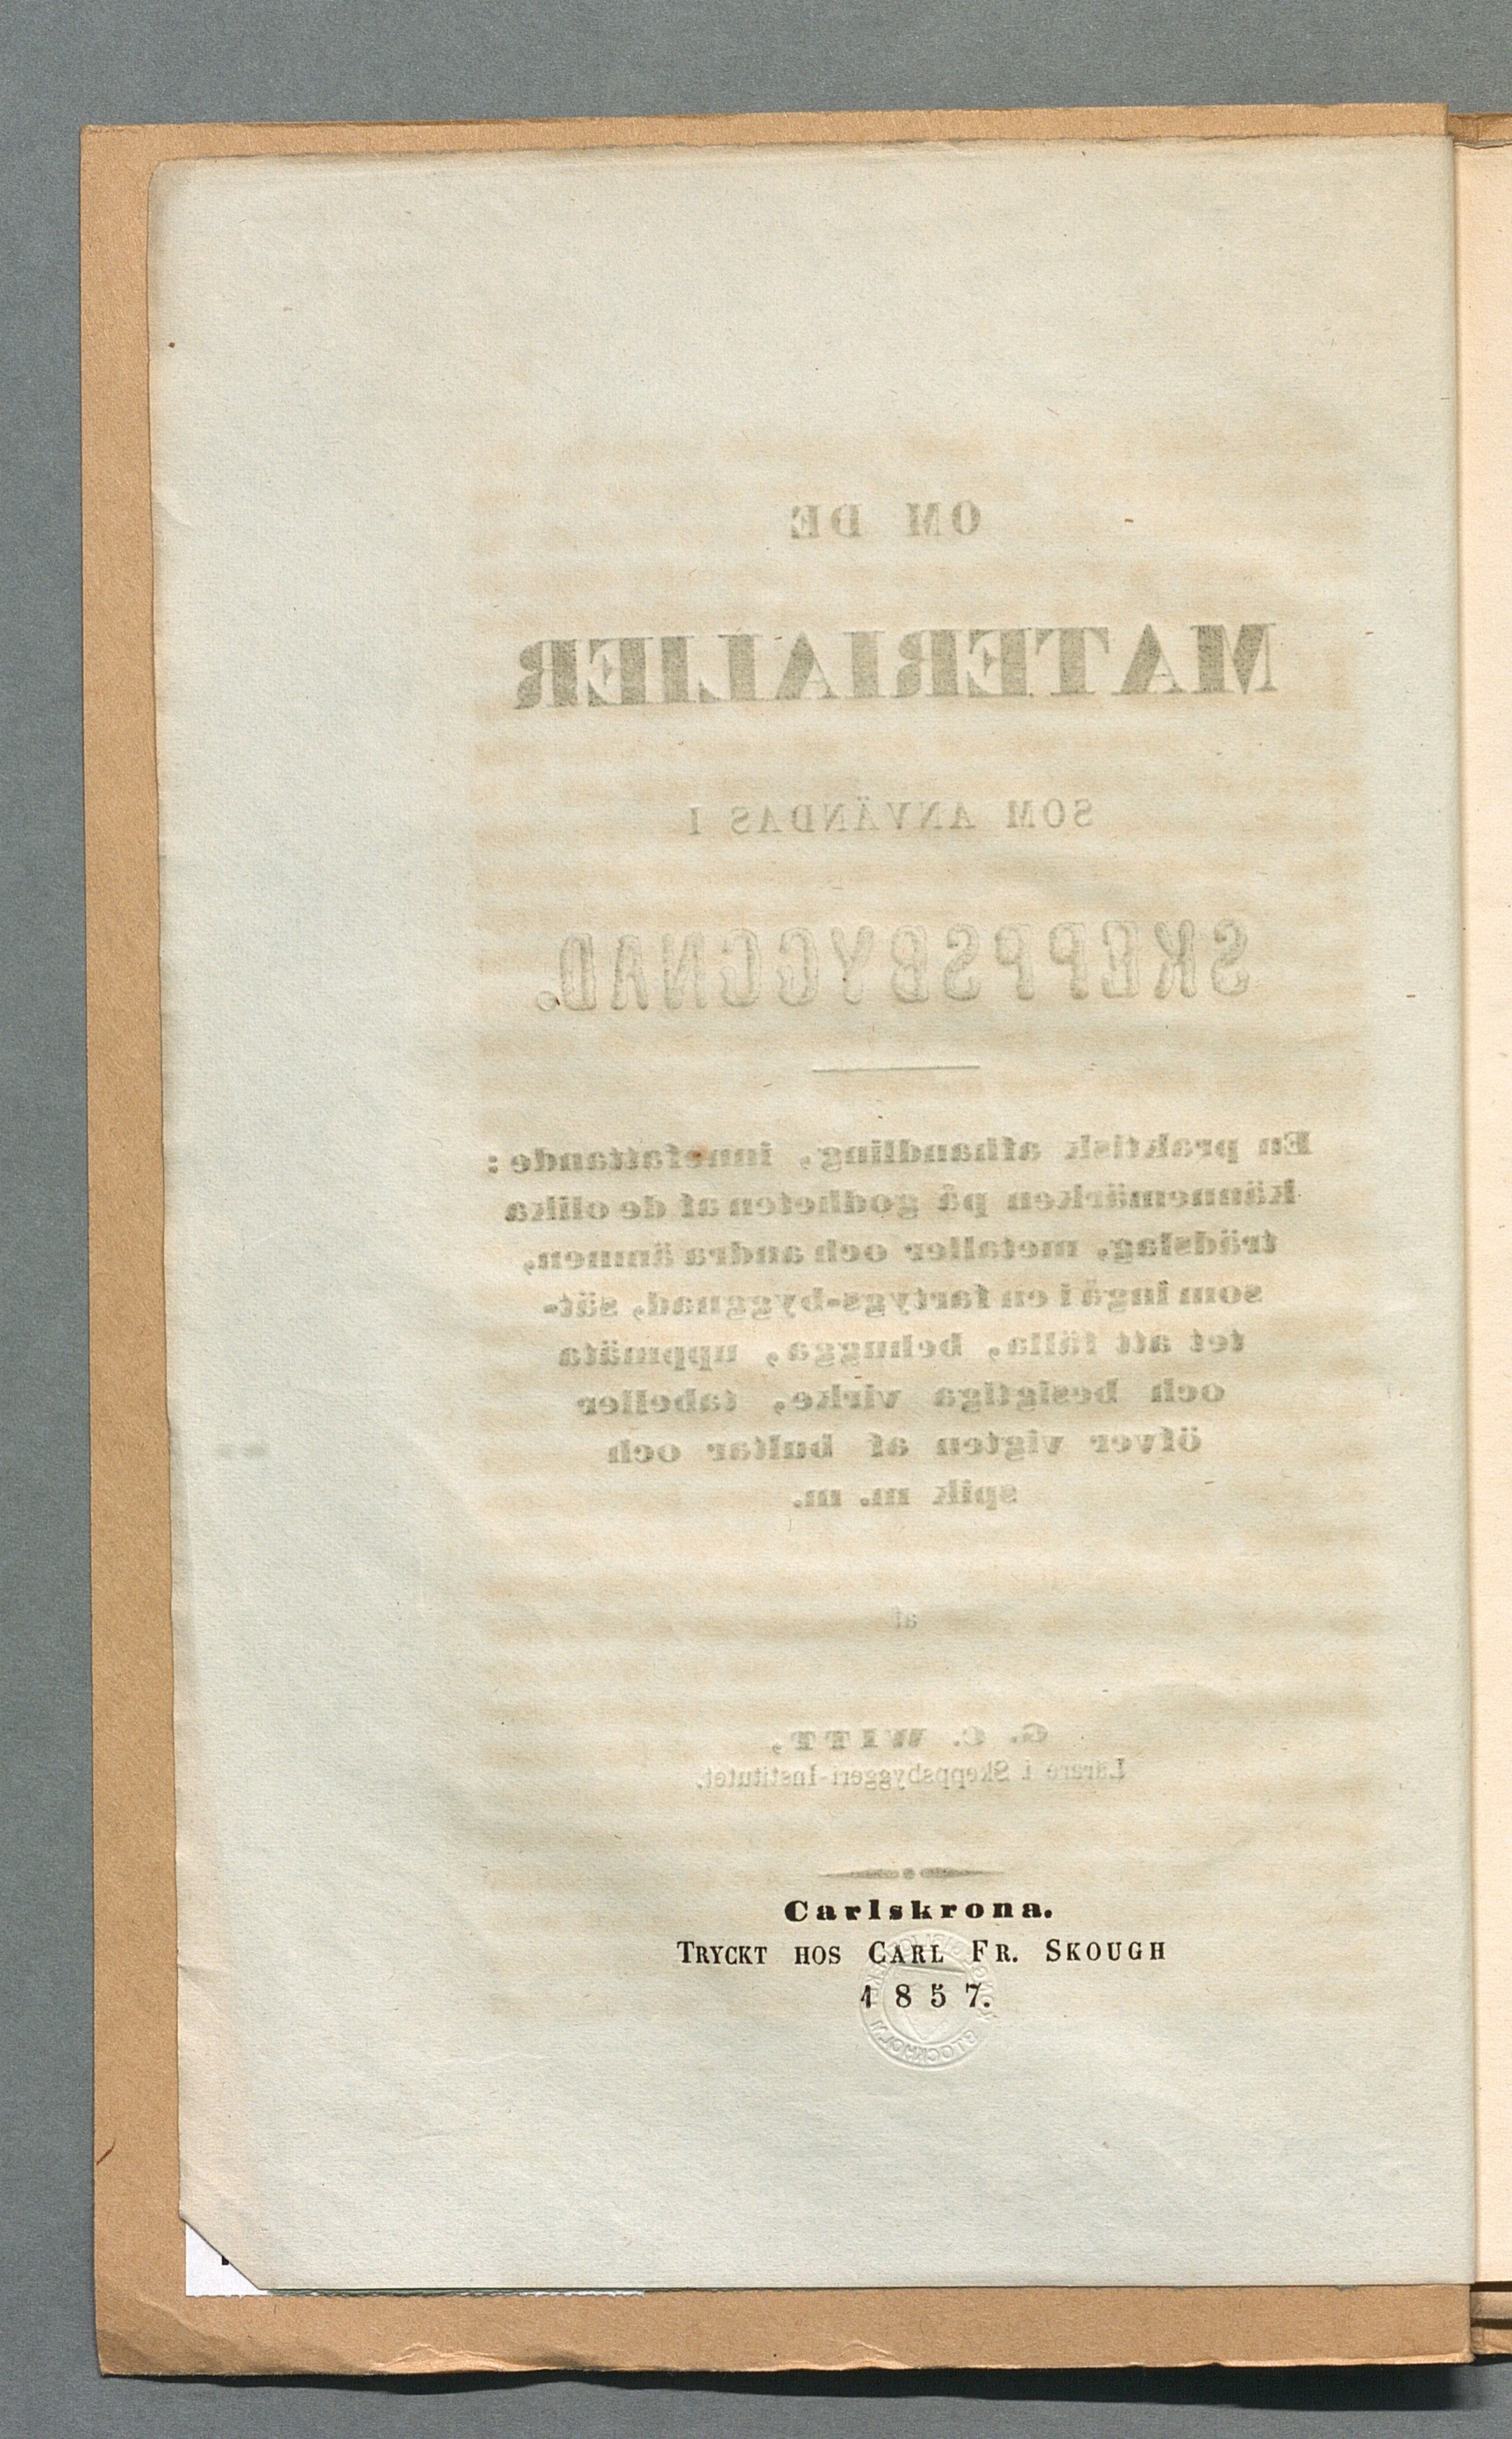 OM DE
MATERIALIER
SOM ANVÄNDAS I
SKEPPSBYGGNAD.
En praktisk afhandling, innefattande:
kännemärken på godheten af de olika
trädslag, metaller och andra ämnen,
som ingå i en fartygs-byggnad, sät-
tet att fälla, behugga, uppmäta
och besigtiga virke, tabeller
öfver vigten af bultar och
spik m. m.
af
G. C. WITT,
Lärare i Skeppsbyggeri-Institutet.
Carlskrona.
TRYCKT HOS CARL FR. SKOUGH
1857.